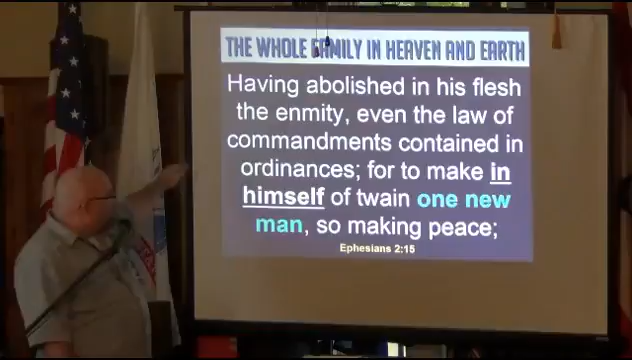 THE WHOLE FAMILY IN HEAVEN AND EARTH
Having abolished in his flesh
the enmity, even the law of
commandments contained in
ordinances; for to make in
himself of twain one new
man, so making peace;
Ephesians 2:15